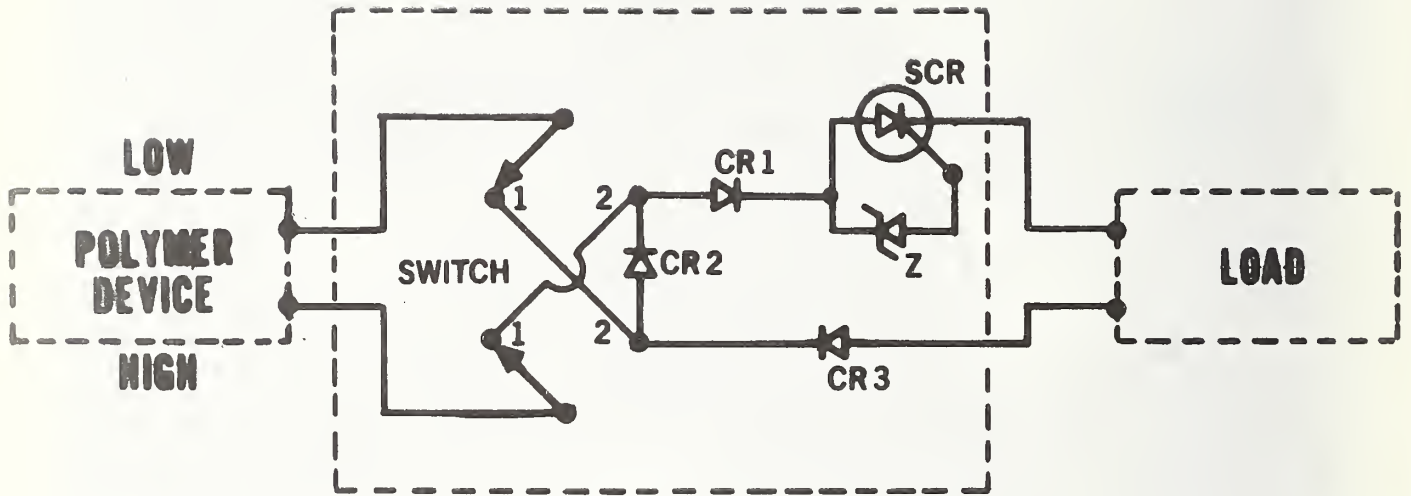 LOW
POLYMER
DEVICE
HIGH
SWITCH
1
1
2
2
CR1
CR2
CR3
SCR
Z
LOAD